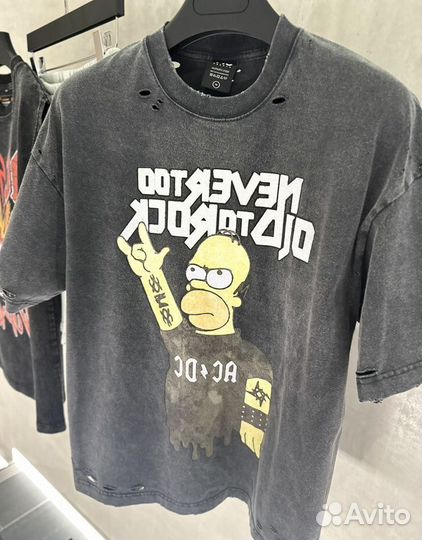 NEVER TOO
OLD TO ROCK
AC DC
Avito